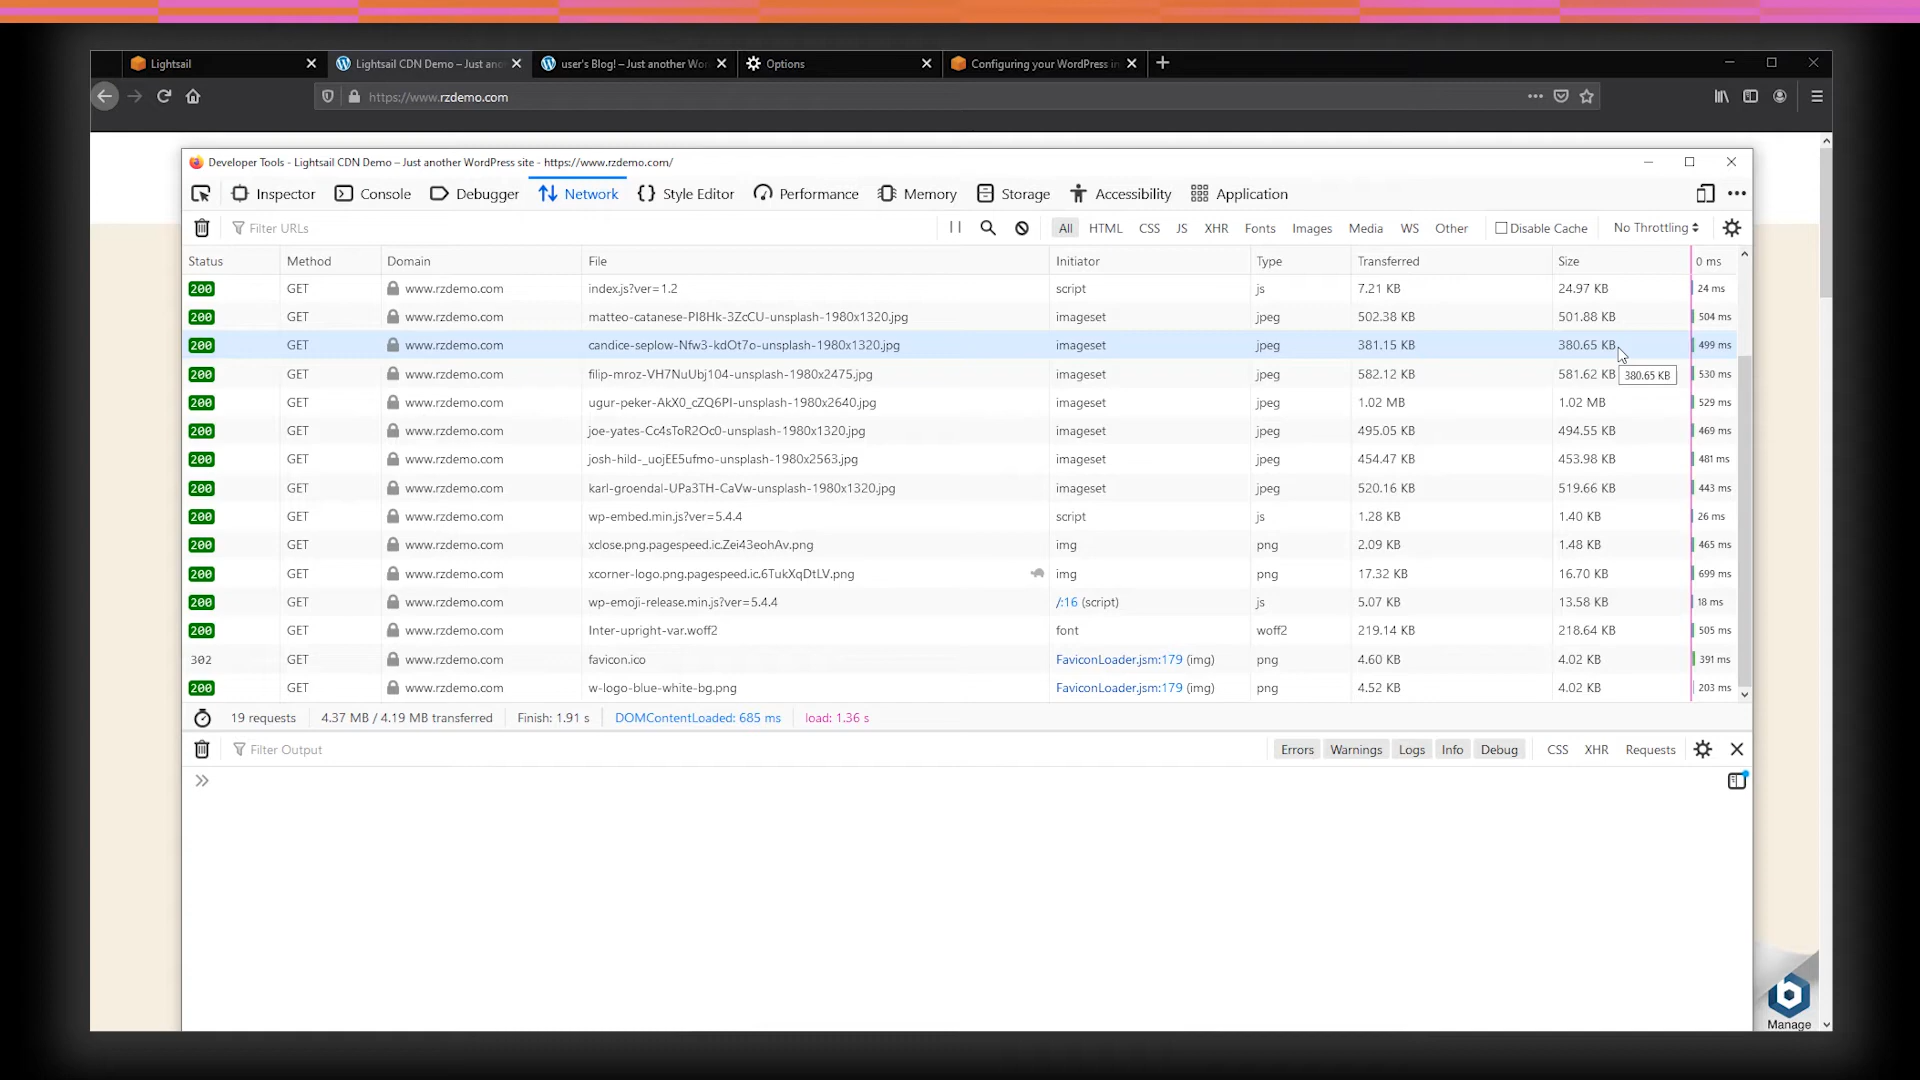 Lightsail
Lightsail CDN Demo – Just ano
user's Blog! – Just another Wor
Options
Configuring your WordPress in
https://www.rzdemo.com
Developer Tools - Lightsail CDN Demo – Just another WordPress site - https://www.rzdemo.com/
Inspector Console Debugger Network Style Editor Performance Memory Storage Accessibility Application
Filter URLs All HTML CSS JS XHR Fonts Images Media WS Other Disable Cache No Throttling
Status Method Domain File Initiator Type Transferred Size 0 ms
200 GET www.rzdemo.com index.js?ver=1.2 script js 7.21 KB 24.97 KB 24 ms
200 GET www.rzdemo.com matteo-catanese-PI8Hk-3ZcCU-unsplash-1980x1320.jpg imageset jpeg 502.38 KB 501.88 KB 504 ms
200 GET www.rzdemo.com candice-seplow-Nfw3-kdOt7o-unsplash-1980x1320.jpg imageset jpeg 381.15 KB 380.65 KB 499 ms
200 GET www.rzdemo.com filip-mroz-VH7NuUbj104-unsplash-1980x2475.jpg imageset jpeg 582.12 KB 581.62 KB 530 ms
380.65 KB
200 GET www.rzdemo.com ugur-peker-AkX0_cZQ6PI-unsplash-1980x2640.jpg imageset jpeg 1.02 MB 1.02 MB 529 ms
200 GET www.rzdemo.com joe-yates-Cc4sToR2Oc0-unsplash-1980x1320.jpg imageset jpeg 495.05 KB 494.55 KB 469 ms
200 GET www.rzdemo.com josh-hild-_uojEE5ufmo-unsplash-1980x2563.jpg imageset jpeg 454.47 KB 453.98 KB 481 ms
200 GET www.rzdemo.com karl-groendal-UPa3TH-CaVw-unsplash-1980x1320.jpg imageset jpeg 520.16 KB 519.66 KB 443 ms
200 GET www.rzdemo.com wp-embed.min.js?ver=5.4.4 script js 1.28 KB 1.40 KB 26 ms
200 GET www.rzdemo.com xclose.png.pagespeed.ic.Zei43eohAv.png img png 2.09 KB 1.48 KB 465 ms
200 GET www.rzdemo.com xcorner-logo.png.pagespeed.ic.6TukXqDtLV.png img png 17.32 KB 16.70 KB 699 ms
200 GET www.rzdemo.com wp-emoji-release.min.js?ver=5.4.4 /:16 (script) js 5.07 KB 13.58 KB 18 ms
200 GET www.rzdemo.com Inter-upright-var.woff2 font woff2 219.14 KB 218.64 KB 505 ms
302 GET www.rzdemo.com favicon.ico FaviconLoader.jsm:179 (img) png 4.60 KB 4.02 KB 391 ms
200 GET www.rzdemo.com w-logo-blue-white-bg.png FaviconLoader.jsm:179 (img) png 4.52 KB 4.02 KB 203 ms
19 requests 4.37 MB / 4.19 MB transferred Finish: 1.91 s DOMContentLoaded: 685 ms load: 1.36 s
Filter Output Errors Warnings Logs Info Debug CSS XHR Requests
Manage